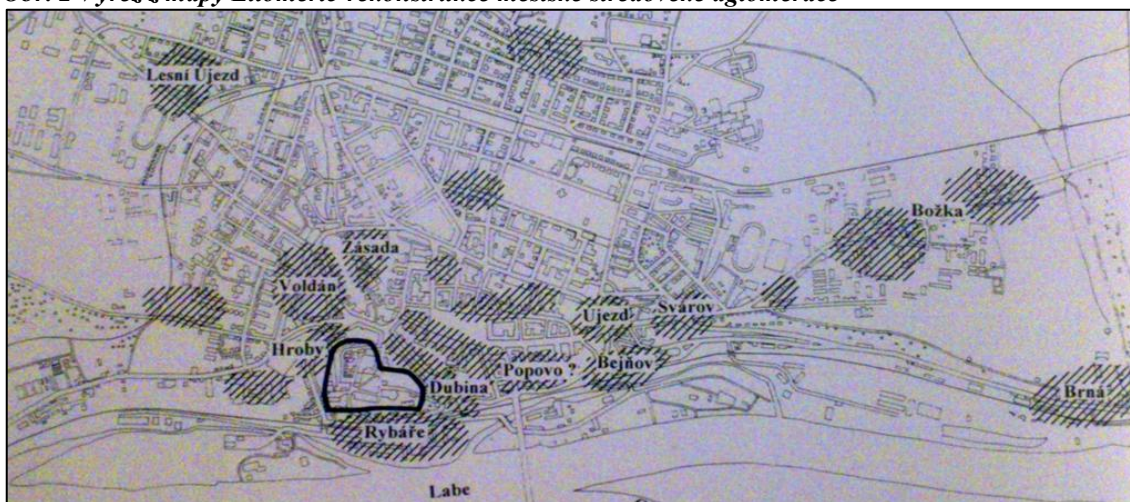 Lesní Újezd
Božka
Zásada
Voldán
Újezd
Svárov
Hroby
Popovo ?
Bejňov
Dubina
Brná
Rybáře
Labe